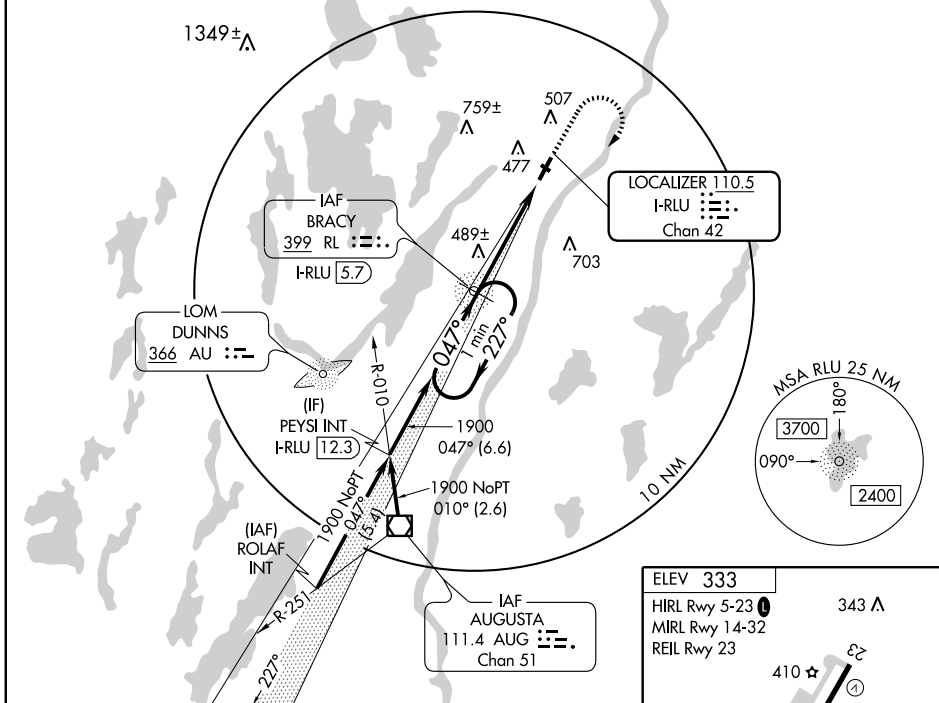 1349±
759±
507
477
LOCALIZER 110.5
I-RLU
Chan 42
IAF
BRACY
399 RL
I-RLU 5.7
489±
703
LOM
DUNNS
366 AU
047°
1 min
227°
R-010
(IF)
PEYSI INT
I-RLU 12.3
1900
047° (6.6)
MSA RLU 25 NM
180°
3700
090°
2400
10 NM
1900 NoPT
010° (2.6)
1900 NoPT
047°
(5.4)
(IAF)
ROLAF
INT
R-251
227°
IAF
AUGUSTA
111.4 AUG
Chan 51
ELEV 333
HIRL Rwy 5-23 L
MIRL Rwy 14-32
REIL Rwy 23
343
23
410